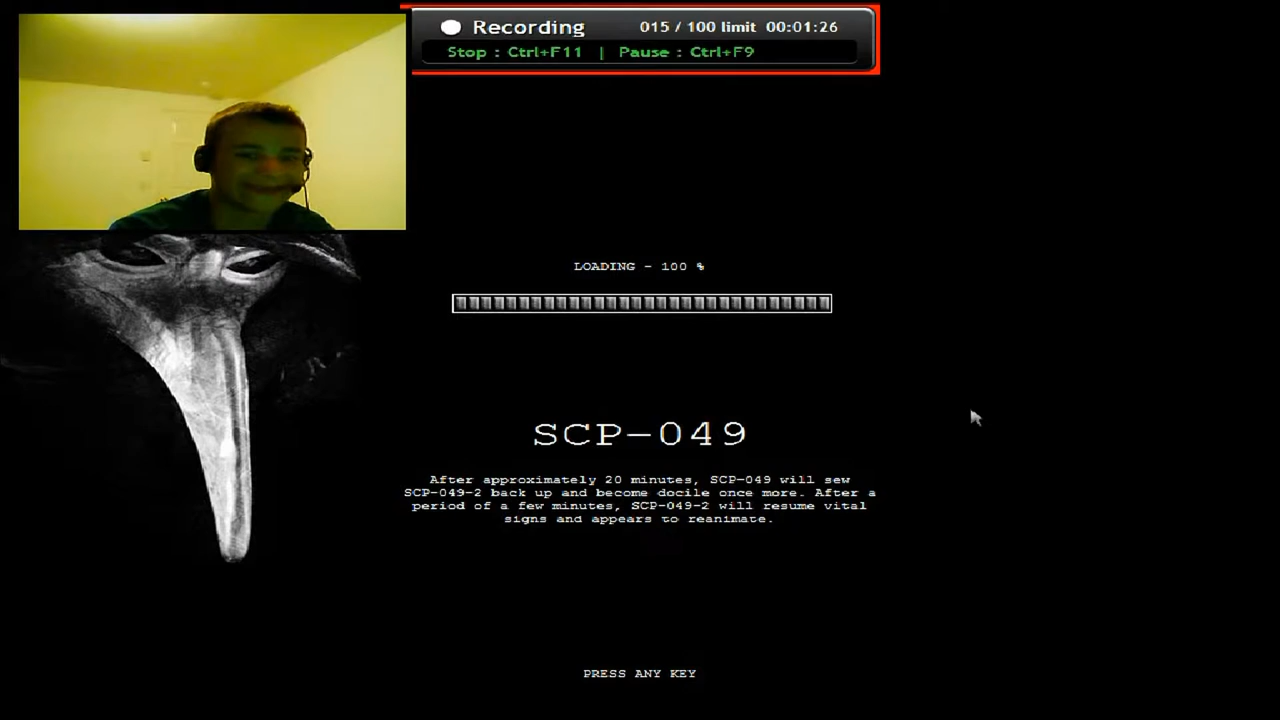 Recording 015 / 100 limit 00:01:26
Stop : Ctrl+F11 | Pause : Ctrl+F9
LOADING - 100 %
SCP-049
After approximately 20 minutes, SCP-049 will sew
SCP-049-2 back up and become docile once more. After a
period of a few minutes, SCP-049-2 will resume vital
signs and appears to reanimate.
PRESS ANY KEY